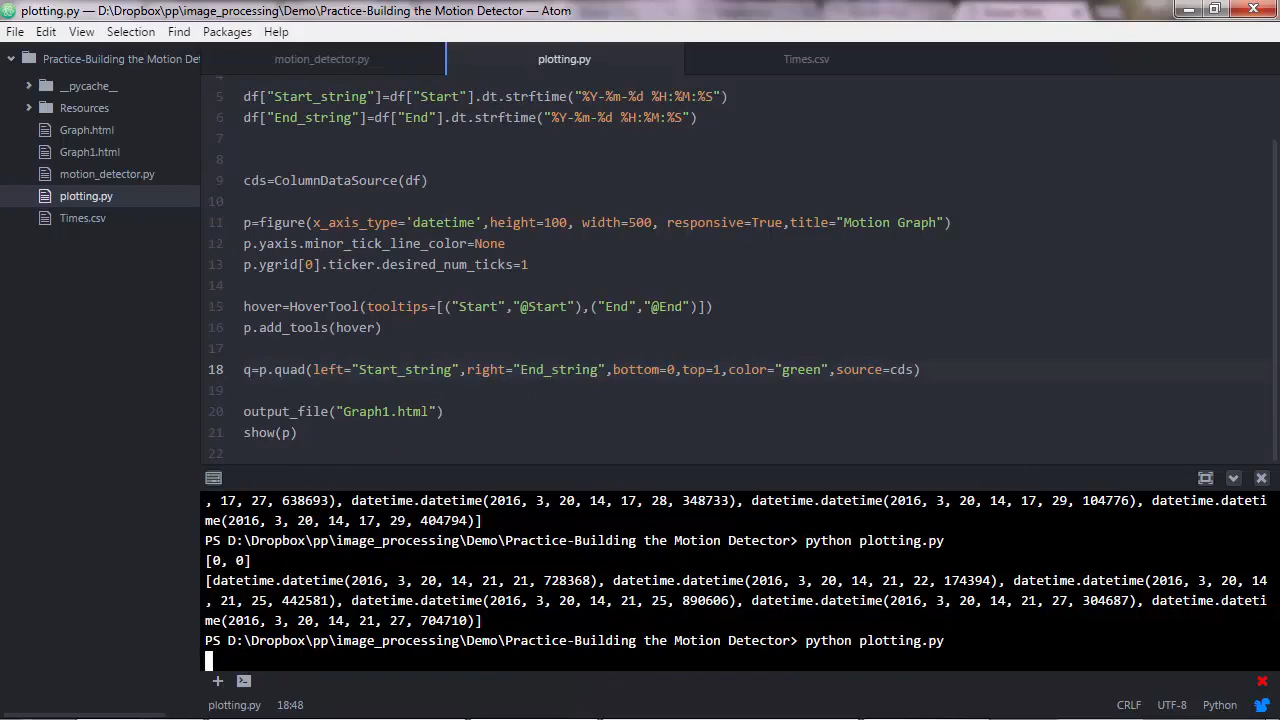 plotting.py — D:\Dropbox\pp\image_processing\Demo\Practice-Building the Motion Detector — Atom
File Edit View Selection Find Packages Help
Practice-Building the Motion Det
__pycache__
Resources
Graph.html
Graph1.html
motion_detector.py
plotting.py
Times.csv
motion_detector.py plotting.py Times.csv
5 df["Start_string"]=df["Start"].dt.strftime("%Y-%m-%d %H:%M:%S")
6 df["End_string"]=df["End"].dt.strftime("%Y-%m-%d %H:%M:%S")
7
8
9 cds=ColumnDataSource(df)
10
11 p=figure(x_axis_type='datetime',height=100, width=500, responsive=True,title="Motion Graph")
12 p.yaxis.minor_tick_line_color=None
13 p.ygrid[0].ticker.desired_num_ticks=1
14
15 hover=HoverTool(tooltips=[("Start","@Start"),("End","@End")])
16 p.add_tools(hover)
17
18 q=p.quad(left="Start_string",right="End_string",bottom=0,top=1,color="green",source=cds)
19
20 output_file("Graph1.html")
21 show(p)
22
, 17, 27, 638693), datetime.datetime(2016, 3, 20, 14, 17, 28, 348733), datetime.datetime(2016, 3, 20, 14, 17, 29, 104776), datetime.dateti
me(2016, 3, 20, 14, 17, 29, 404794)]
PS D:\Dropbox\pp\image_processing\Demo\Practice-Building the Motion Detector> python plotting.py
[0, 0]
[datetime.datetime(2016, 3, 20, 14, 21, 21, 728368), datetime.datetime(2016, 3, 20, 14, 21, 22, 174394), datetime.datetime(2016, 3, 20, 14
, 21, 25, 442581), datetime.datetime(2016, 3, 20, 14, 21, 25, 890606), datetime.datetime(2016, 3, 20, 14, 21, 27, 304687), datetime.dateti
me(2016, 3, 20, 14, 21, 27, 704710)]
PS D:\Dropbox\pp\image_processing\Demo\Practice-Building the Motion Detector> python plotting.py
plotting.py 18:48 CRLF UTF-8 Python